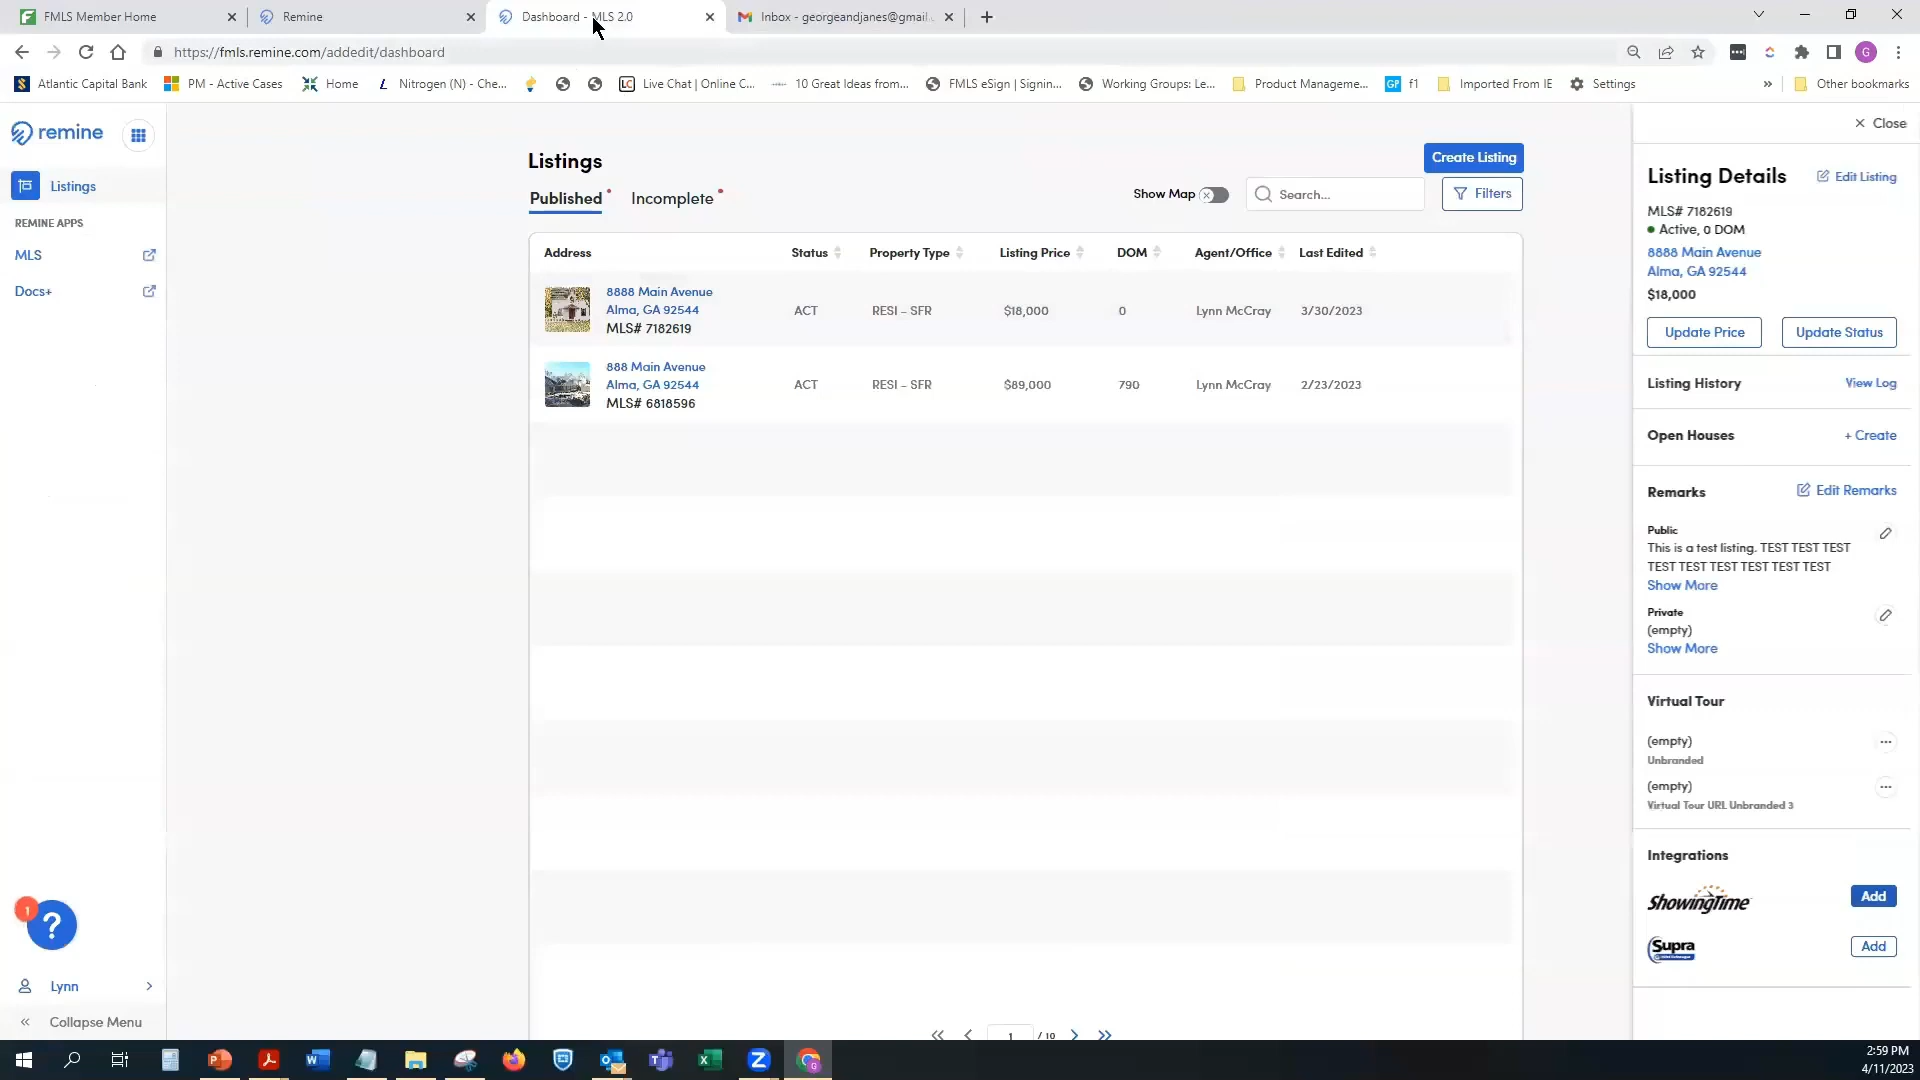 FMLS Member Home
Remine
Dashboard - MLS 2.0
Inbox - georgeandjanes@gmail.
https://fmls.remine.com/addedit/dashboard
G
Atlantic Capital Bank
PM - Active Cases
Home
Nitrogen (N) - Che...
LC Live Chat | Online C...
10 Great Ideas from...
FMLS eSign | Signin...
Working Groups: Le...
Product Manageme...
GP f1
Imported From IE
Settings
»
Other bookmarks
remine
Listings
REMINE APPS
MLS
Docs+
1
?
Lynn
Collapse Menu
Listings
Create Listing
Published
Incomplete
Show Map
Search...
Filters
Address Status Property Type Listing Price DOM Agent/Office Last Edited
8888 Main Avenue
Alma, GA 92544
MLS# 7182619
ACT RESI – SFR $18,000 0 Lynn McCray 3/30/2023
888 Main Avenue
Alma, GA 92544
MLS# 6818596
ACT RESI – SFR $89,000 790 Lynn McCray 2/23/2023
1 / 10
Close
Listing Details
Edit Listing
MLS# 7182619
Active, 0 DOM
8888 Main Avenue
Alma, GA 92544
$18,000
Update Price
Update Status
Listing History
View Log
Open Houses
+ Create
Remarks
Edit Remarks
Public
This is a test listing. TEST TEST TEST
TEST TEST TEST TEST TEST TEST
Show More
Private
(empty)
Show More
Virtual Tour
(empty)
Unbranded
(empty)
Virtual Tour URL Unbranded 3
Integrations
ShowingTime
Add
Supra
Add
2:59 PM
4/11/2023